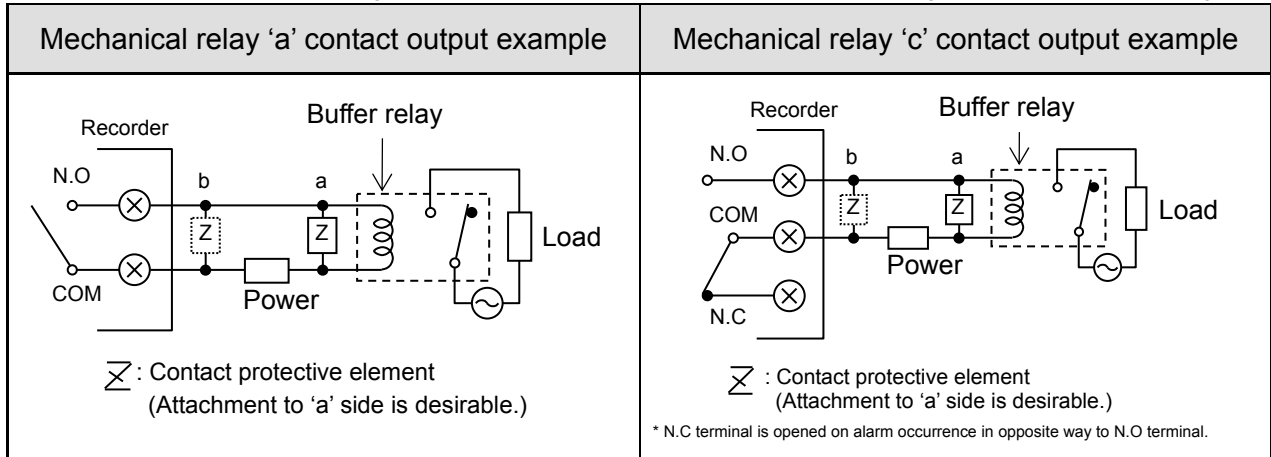 Mechanical relay ‘a’ contact output example
Mechanical relay ‘c’ contact output example
Buffer relay
Recorder
N.O
b
a
Z
Z
Load
COM
Power
Z : Contact protective element
(Attachment to ‘a’ side is desirable.)
Buffer relay
Recorder
N.O
b
a
Z
Z
COM
Load
Power
N.C
Z : Contact protective element
(Attachment to ‘a’ side is desirable.)
* N.C terminal is opened on alarm occurrence in opposite way to N.O terminal.